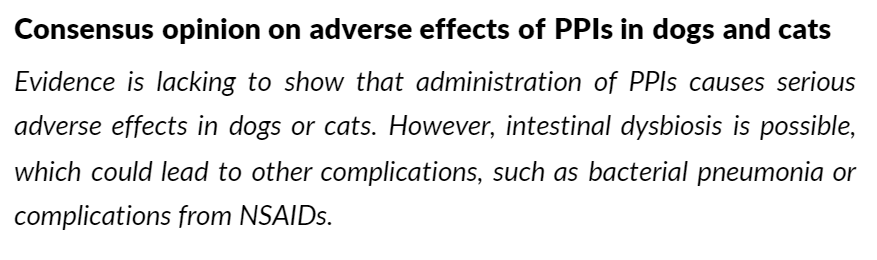 Consensus opinion on adverse effects of PPIs in dogs and cats
Evidence is lacking to show that administration of PPIs causes serious
adverse effects in dogs or cats. However, intestinal dysbiosis is possible,
which could lead to other complications, such as bacterial pneumonia or
complications from NSAIDs.